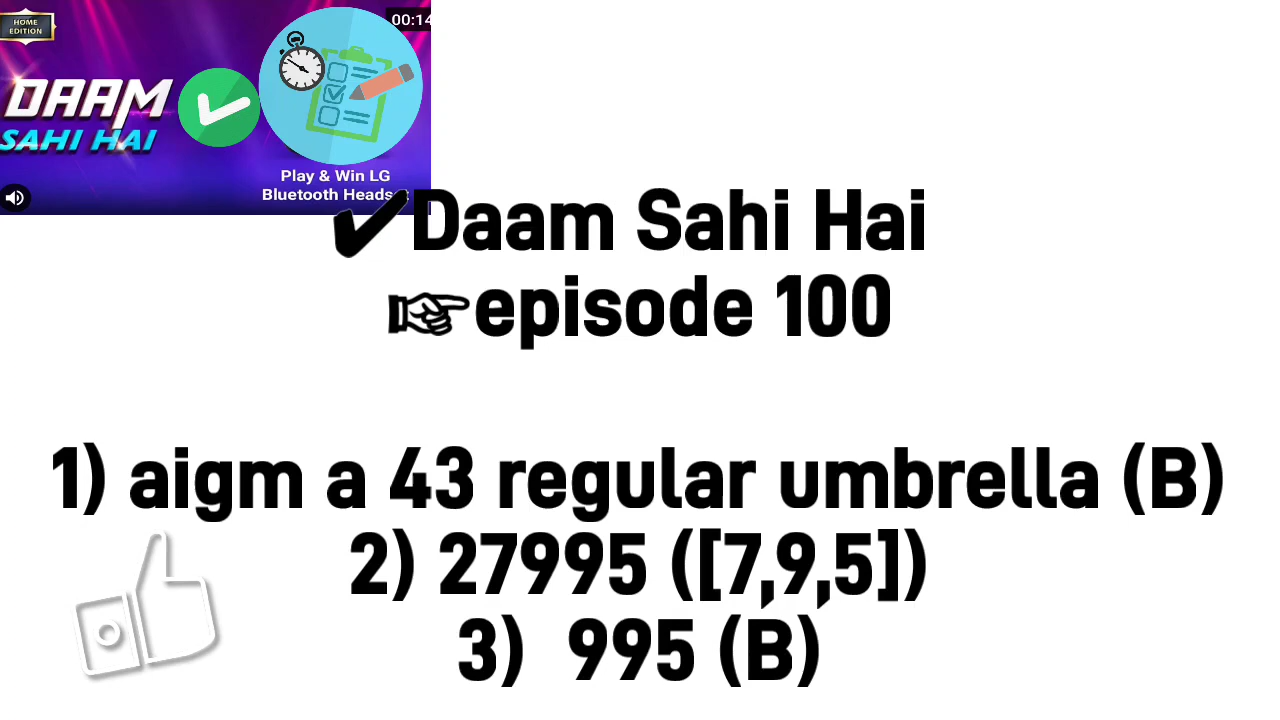 HOME
EDITION
00:14
DAAM
SAHI HAI
Play & Win LG
Bluetooth
✔Daam Sahi Hai
☞episode 100
1) aigm a 43 regular umbrella (B)
2) 27995 ([7,9,5])
3) 995 (B)